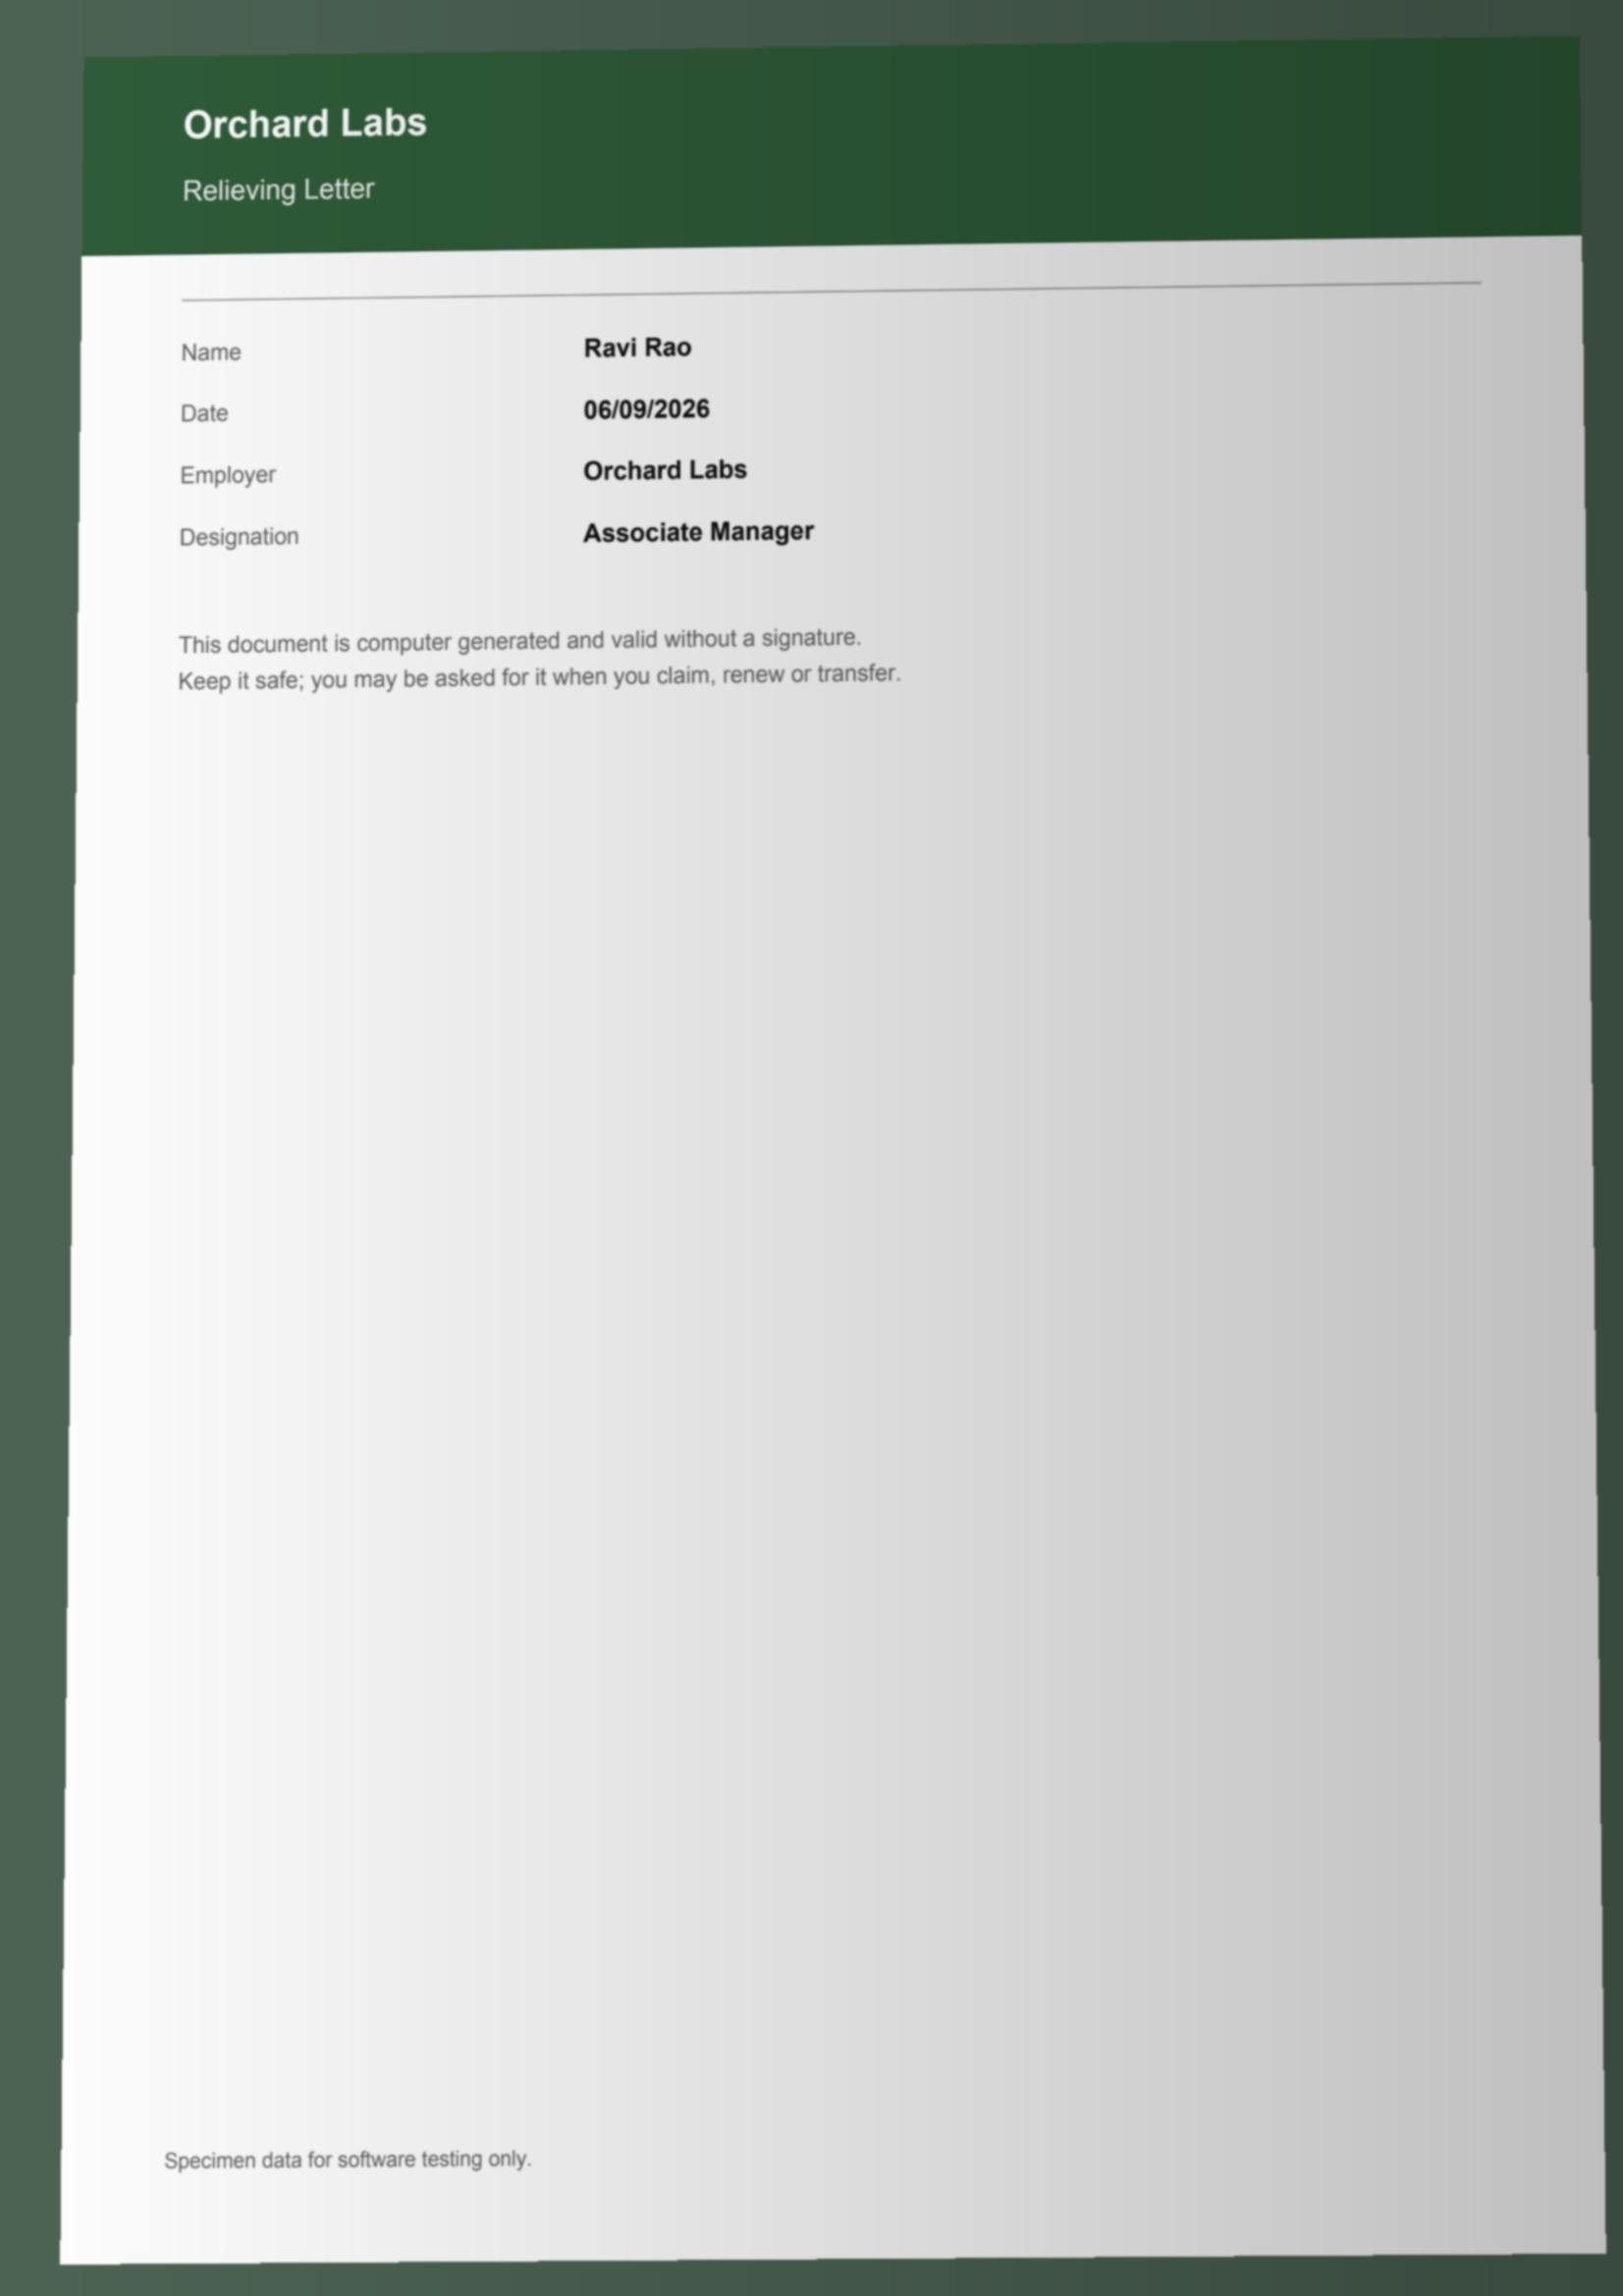 Orchard Labs
Relieving Letter
Name Ravi Rao
Date 06/09/2026
Employer Orchard Labs
Designation Associate Manager
This document is computer generated and valid without a signature.
Keep it safe; you may be asked for it when you claim, renew or transfer.
Specimen data for software testing only.